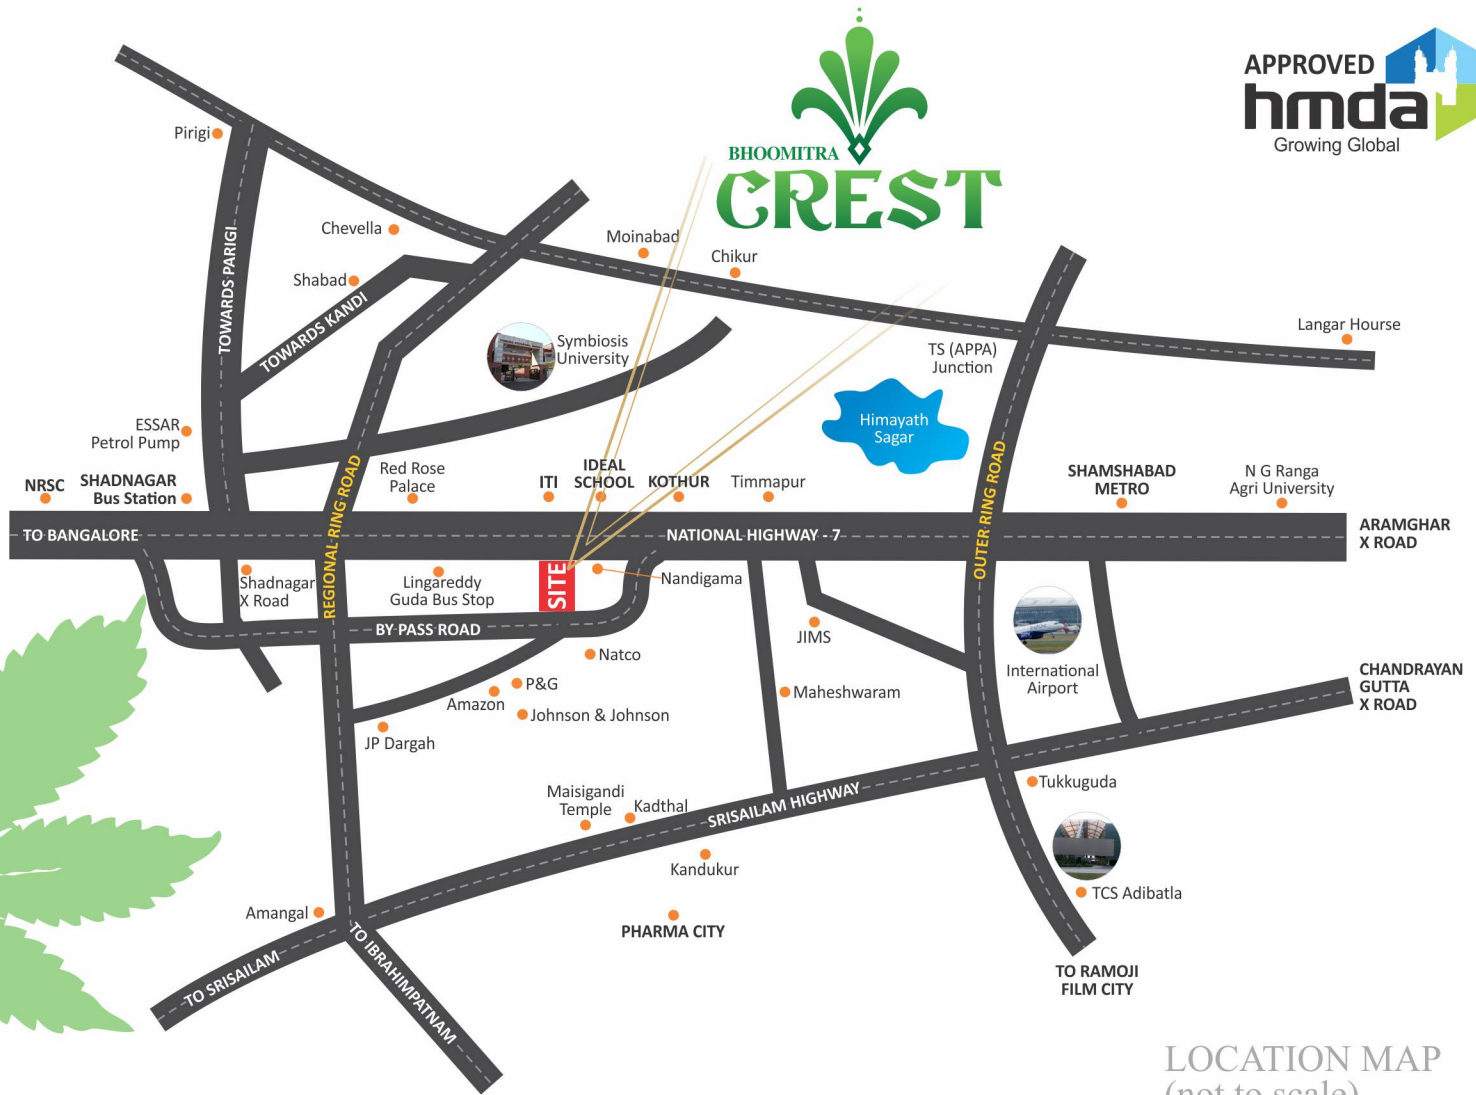 BHOOMITRA
CREST
APPROVED
hmda
Growing Global
Pirigi
Chevella
Shabad
TOWARDS PARIGI
TOWARDS KANDI
Moinabad
Chikur
Langar Hourse
TS (APPA)
Junction
Symbiosis
University
Himayath
Sagar
ESSAR
Petrol Pump
NRSC
SHADNAGAR
Bus Station
Red Rose
Palace
ITI
IDEAL
SCHOOL
KOTHUR
Timmapur
SHAMSHABAD
METRO
N G Ranga
Agri University
REGIONAL RING ROAD
OUTER RING ROAD
TO BANGALORE
NATIONAL HIGHWAY - 7
ARAMGHAR
X ROAD
Shadnagar
X Road
Lingareddy
Guda Bus Stop
SITE
Nandigama
BY PASS ROAD
JIMS
Natco
P&G
Amazon
Johnson & Johnson
JP Dargah
Maheshwaram
International
Airport
CHANDRAYAN
GUTTA
X ROAD
Tukkuguda
Maisigandi
Temple
Kadthal
SRISAILAM HIGHWAY
Kandukur
TCS Adibatla
Amangal
PHARMA CITY
TO SRISAILAM
TO IBRAHIMPATNAM
TO RAMOJI
FILM CITY
LOCATION MAP
(not to scale)